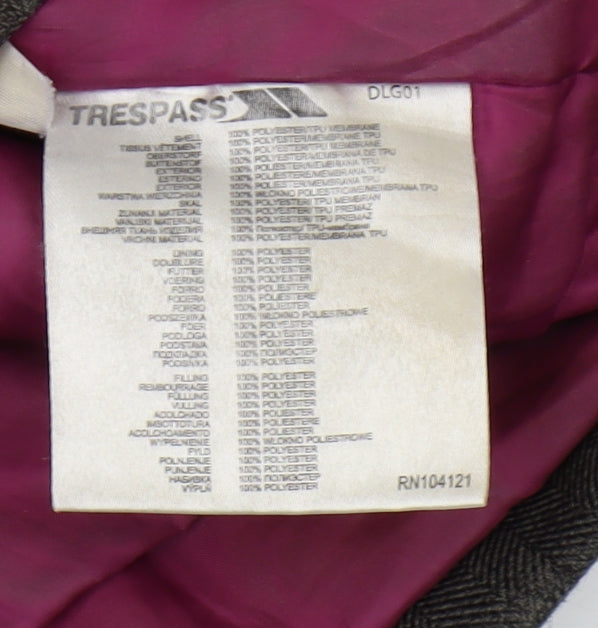 DLG01
TRESPASS
SHELL 100% POLYESTER/TPU MEMBRANE
TISSUS VÊTEMENT 100% POLYESTER/MEMBRANE TPU
OBERSTOFF 100% POLYESTER/TPU MEMBRANE
BUITENSTOF 100% POLYESTER/MEMBRANA DE TPU
EXTERIOR 100% POLIESTER/MEMBRANA TPU
ESTERNO 100% POLIESTERE/MEMBRANA TPU
EXTERIOR 100% POLIESTER/MEMBRANA TPU
WARSTWA WIERZCHNIA 100% WŁÓKNO POLIESTROWE/MEMBRANA TPU
SKAL 100% POLYESTER/ TPU MEMBRAN
ZUNANJI MATERIAL 100% POLYESTER/ TPU PREMAZ
VANJSKI MATERIJAL 100% POLYESTER/ TPU PREMAZ
ВНЕШНЯЯ ТКАНЬ ИЗДЕЛИЯ 100% Полиэстер/ TPU-мембрана
VRCHNÍ MATERIÁL 100% POLYESTER/MEMBRANA TPU
LINING 100% POLYESTER
DOUBLURE 100% POLYESTER
FUTTER 100% POLYESTER
VOERING 100% POLYESTER
FORRO 100% POLIESTER
FODERA 100% POLIESTERE
FORRO 100% POLIESTER
PODSZEWKA 100% WŁÓKNO POLIESTROWE
FOER 100% POLYESTER
PODLOGA 100% POLYESTER
PODSTAVA 100% POLYESTER
ПОДКЛАДКА 100% ПОЛИЭСТЕР
PODŠÍVKA 100% POLYESTER
FILLING 100% POLYESTER
REMBOURRAGE 100% POLYESTER
FÜLLUNG 100% POLYESTER
VULLING 100% POLYESTER
ACOLCHADO 100% POLIESTER
IMBOTTITURA 100% POLIESTERE
ACOLCHOAMENTO 100% POLIESTER
WYPEŁNIENIE 100% WŁÓKNO POLIESTROWE
FYLD 100% POLYESTER
POLNJENJE 100% POLYESTER
PUNJENJE 100% POLYESTER
НАБИВКА 100% ПОЛИЭСТЕР
VÝPLŇ 100% POLYESTER
RN104121